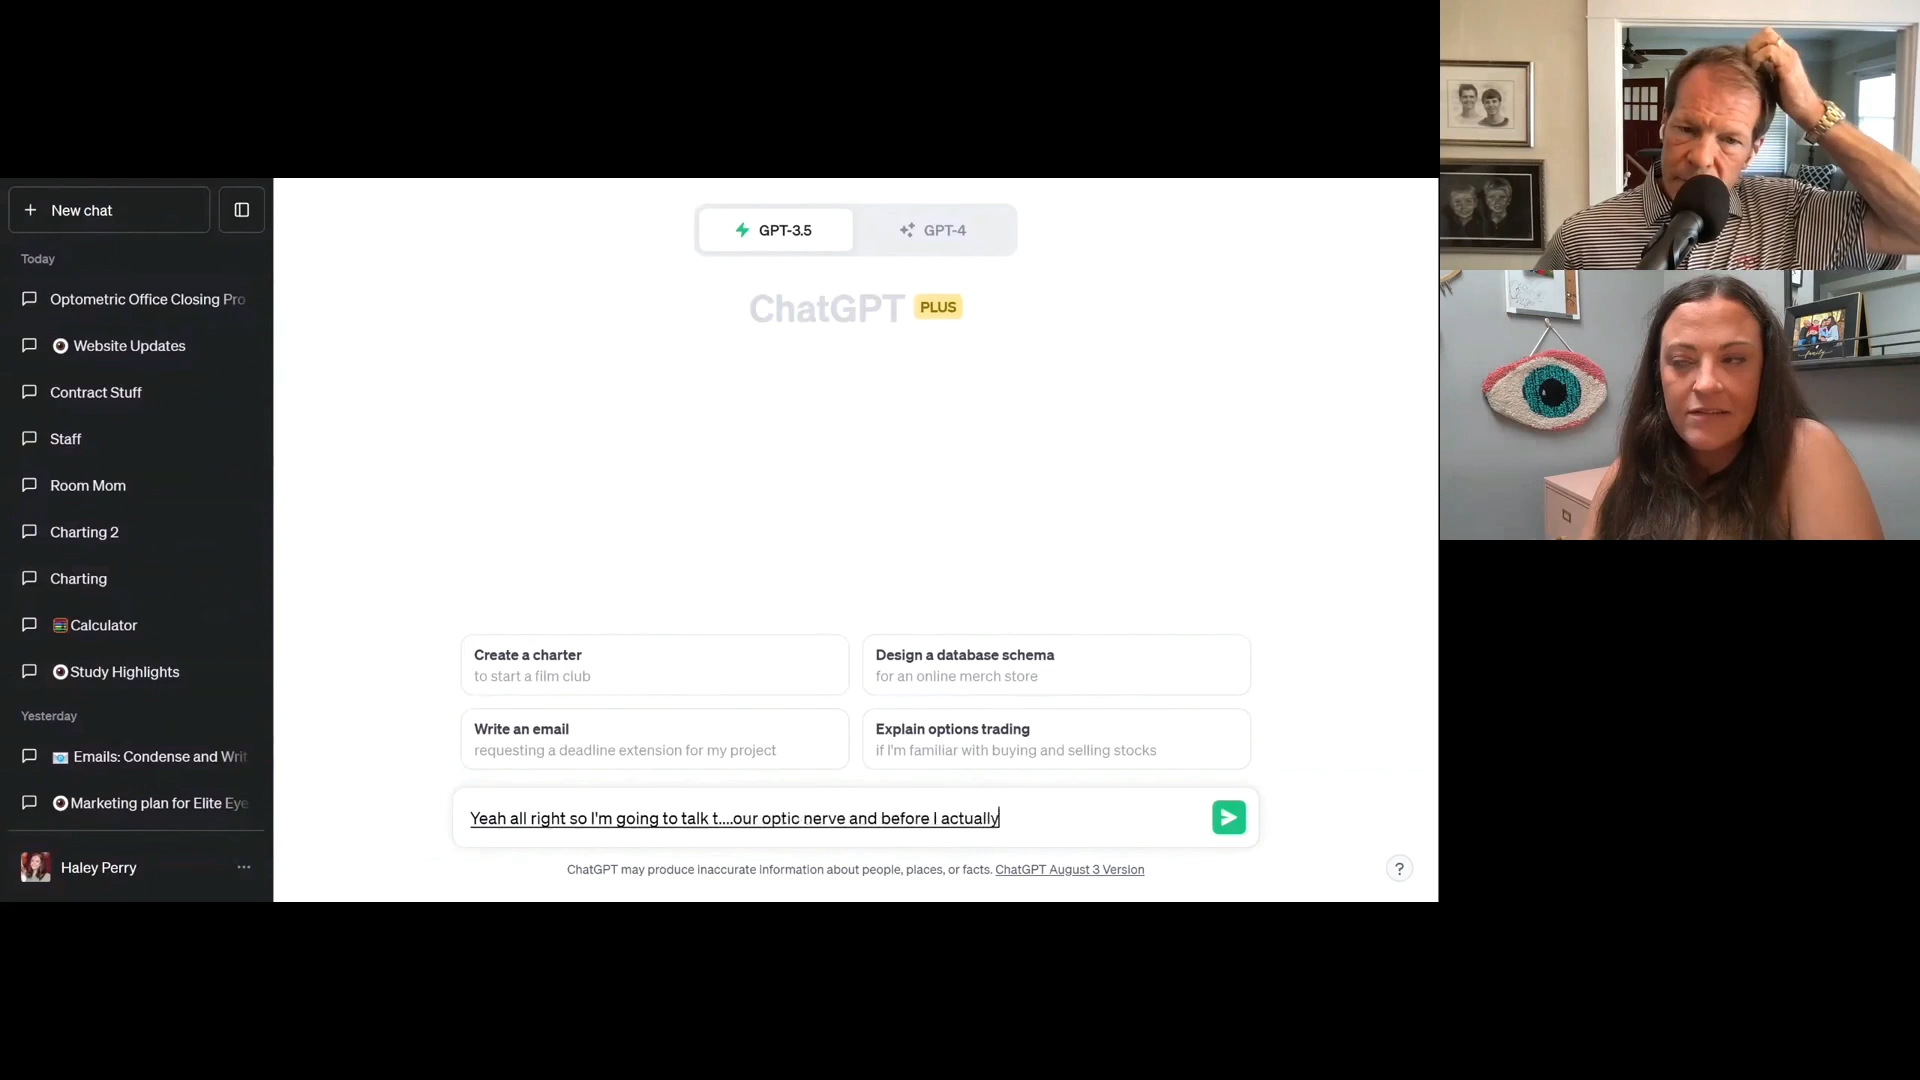 New chat
Today
Optometric Office Closing Pro
Website Updates
Contract Stuff
Staff
Room Mom
Charting 2
Charting
Calculator
Study Highlights
Yesterday
Emails: Condense and Writ
Marketing plan for Elite Eye
Haley Perry
GPT-3.5
GPT-4
ChatGPT PLUS
Create a charter
to start a film club
Design a database schema
for an online merch store
Write an email
requesting a deadline extension for my project
Explain options trading
if I'm familiar with buying and selling stocks
Yeah all right so I'm going to talk t....our optic nerve and before I actually
ChatGPT may produce inaccurate information about people, places, or facts. ChatGPT August 3 Version
?
family